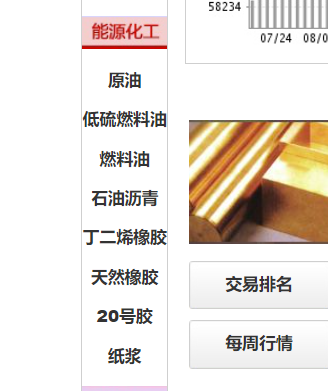 能源化工
原油
低硫燃料油
燃料油
石油沥青
丁二烯橡胶
天然橡胶
20号胶
纸浆
58234
07/24 08/0
交易排名
每周行情